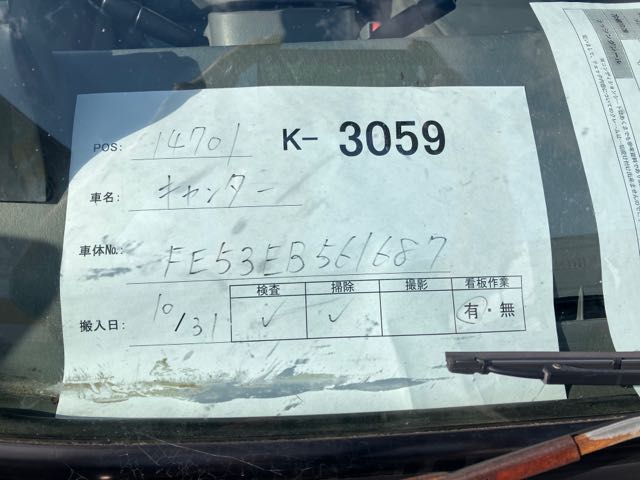 POS: 14701 K- 3059
車名: キャンター
車体No.: FE53EB561687
搬入日: 10/31
検査 掃除 撮影 看板作業
✓ ✓ 有・無